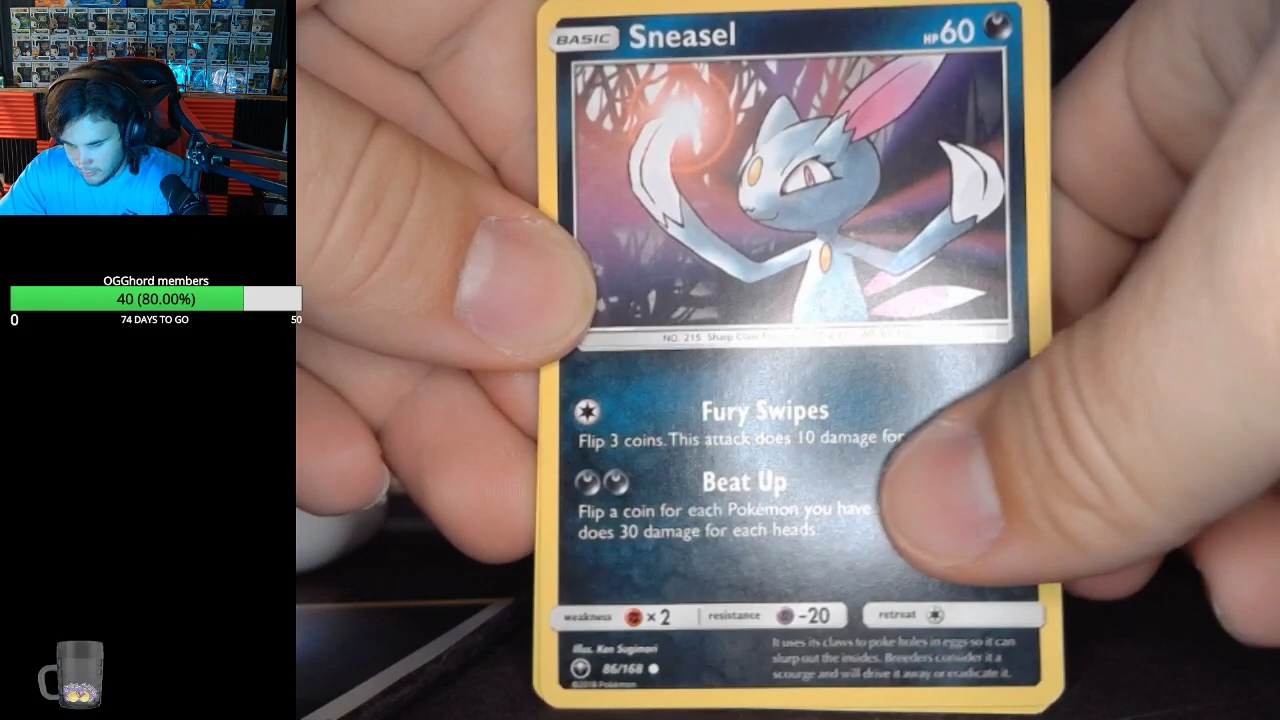 BASIC Sneasel HP60
NO. 215 Sharp Claw
Fury Swipes
Flip 3 coins. This attack does 10 damage for
Beat Up
Flip a coin for each Pokémon you have
does 30 damage for each heads.
weakness ×2 resistance -20 retreat
Illus. Ken Sugimori
86/168
©2018 Pokémon
It uses its claws to poke holes in eggs so it can
slurp out the insides. Breeders consider it a
scourge and will drive it away or eradicate it.
OGGhord members
40 (80.00%)
0 74 DAYS TO GO 50